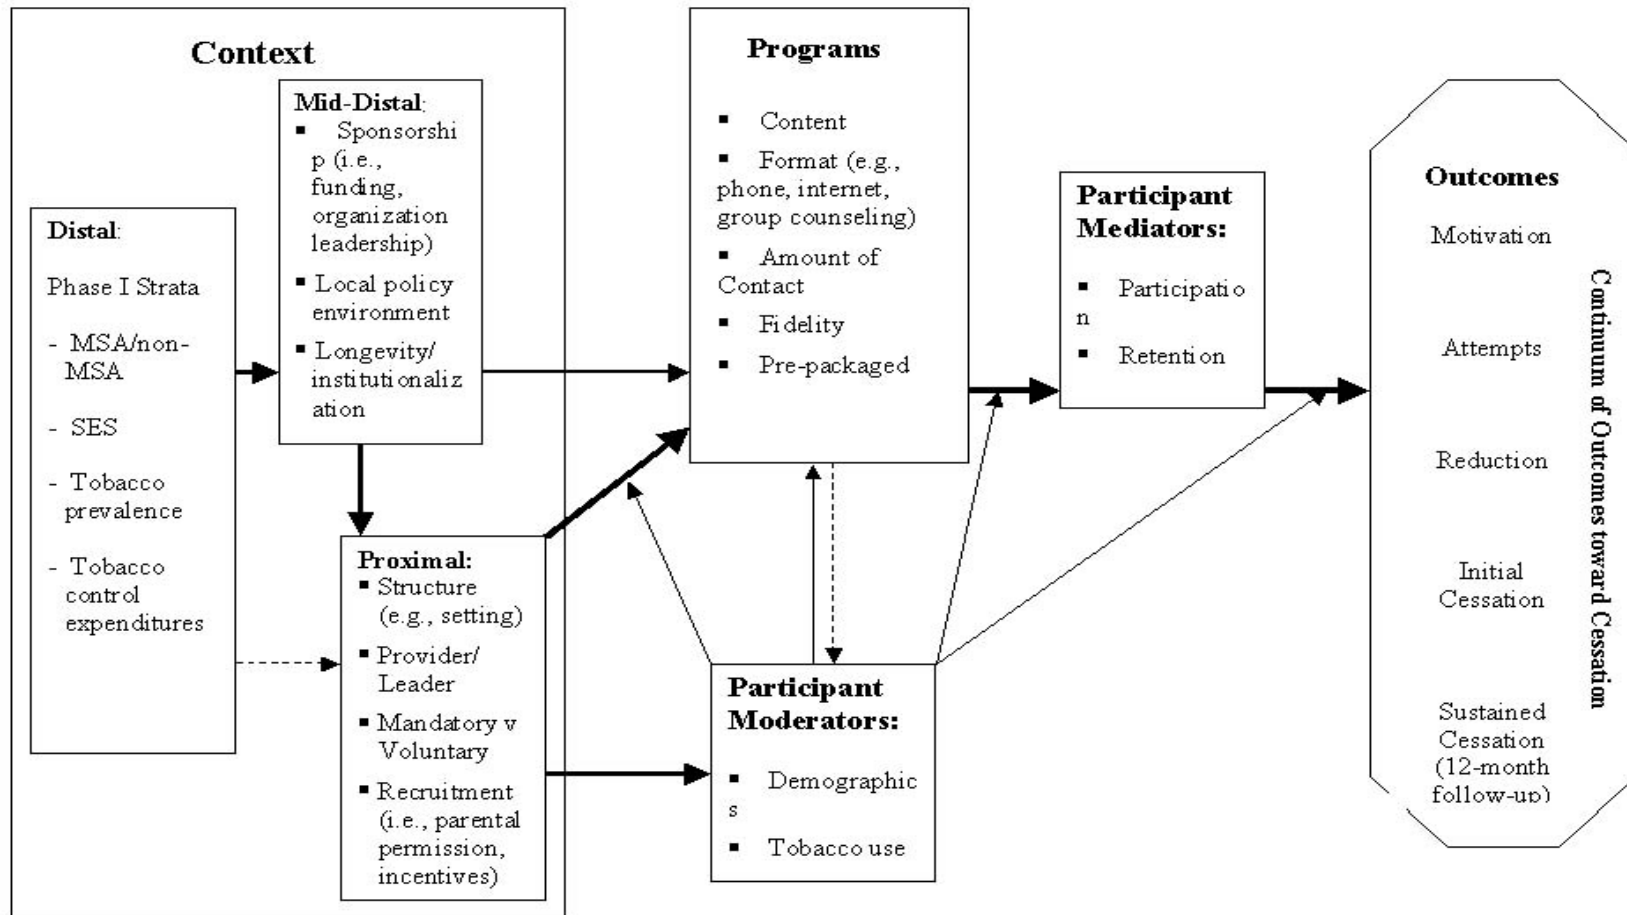 Context
Distal:
Phase I Strata
- MSA/non-
MSA
- SES
- Tobacco
prevalence
- Tobacco
control
expenditures
Mid-Distal:
▪ Sponsorshi
p (i.e.,
funding,
organization
leadership)
▪ Local policy
environment
▪ Longevity/
institutionaliz
ation
Proximal:
▪ Structure
(e.g., setting)
▪ Provider/
Leader
▪ Mandatory v
Voluntary
▪ Recruitment
(i.e., parental
permission,
incentives)
Programs
▪ Content
▪ Format (e.g.,
phone, internet,
group counseling)
▪ Amount of
Contact
▪ Fidelity
▪ Pre-packaged
Participant
Moderators:
▪ Demographic
s
▪ Tobacco use
Participant
Mediators:
▪ Participatio
n
▪ Retention
Outcomes
Motivation
Attempts
Reduction
Initial
Cessation
Sustained
Cessation
(12-month
follow-up)
Continuum of Outcomes toward Cessation